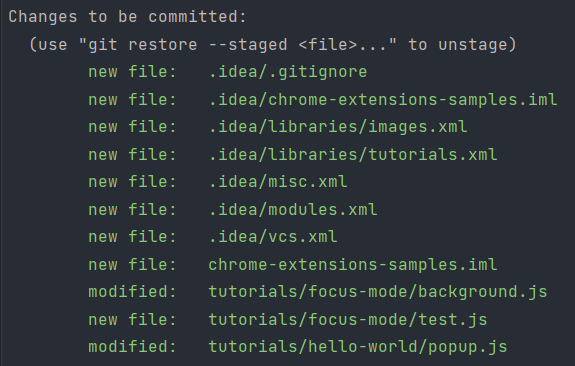 Changes to be committed:
(use "git restore --staged <file>..." to unstage)
new file: .idea/.gitignore
new file: .idea/chrome-extensions-samples.iml
new file: .idea/libraries/images.xml
new file: .idea/libraries/tutorials.xml
new file: .idea/misc.xml
new file: .idea/modules.xml
new file: .idea/vcs.xml
new file: chrome-extensions-samples.iml
modified: tutorials/focus-mode/background.js
new file: tutorials/focus-mode/test.js
modified: tutorials/hello-world/popup.js